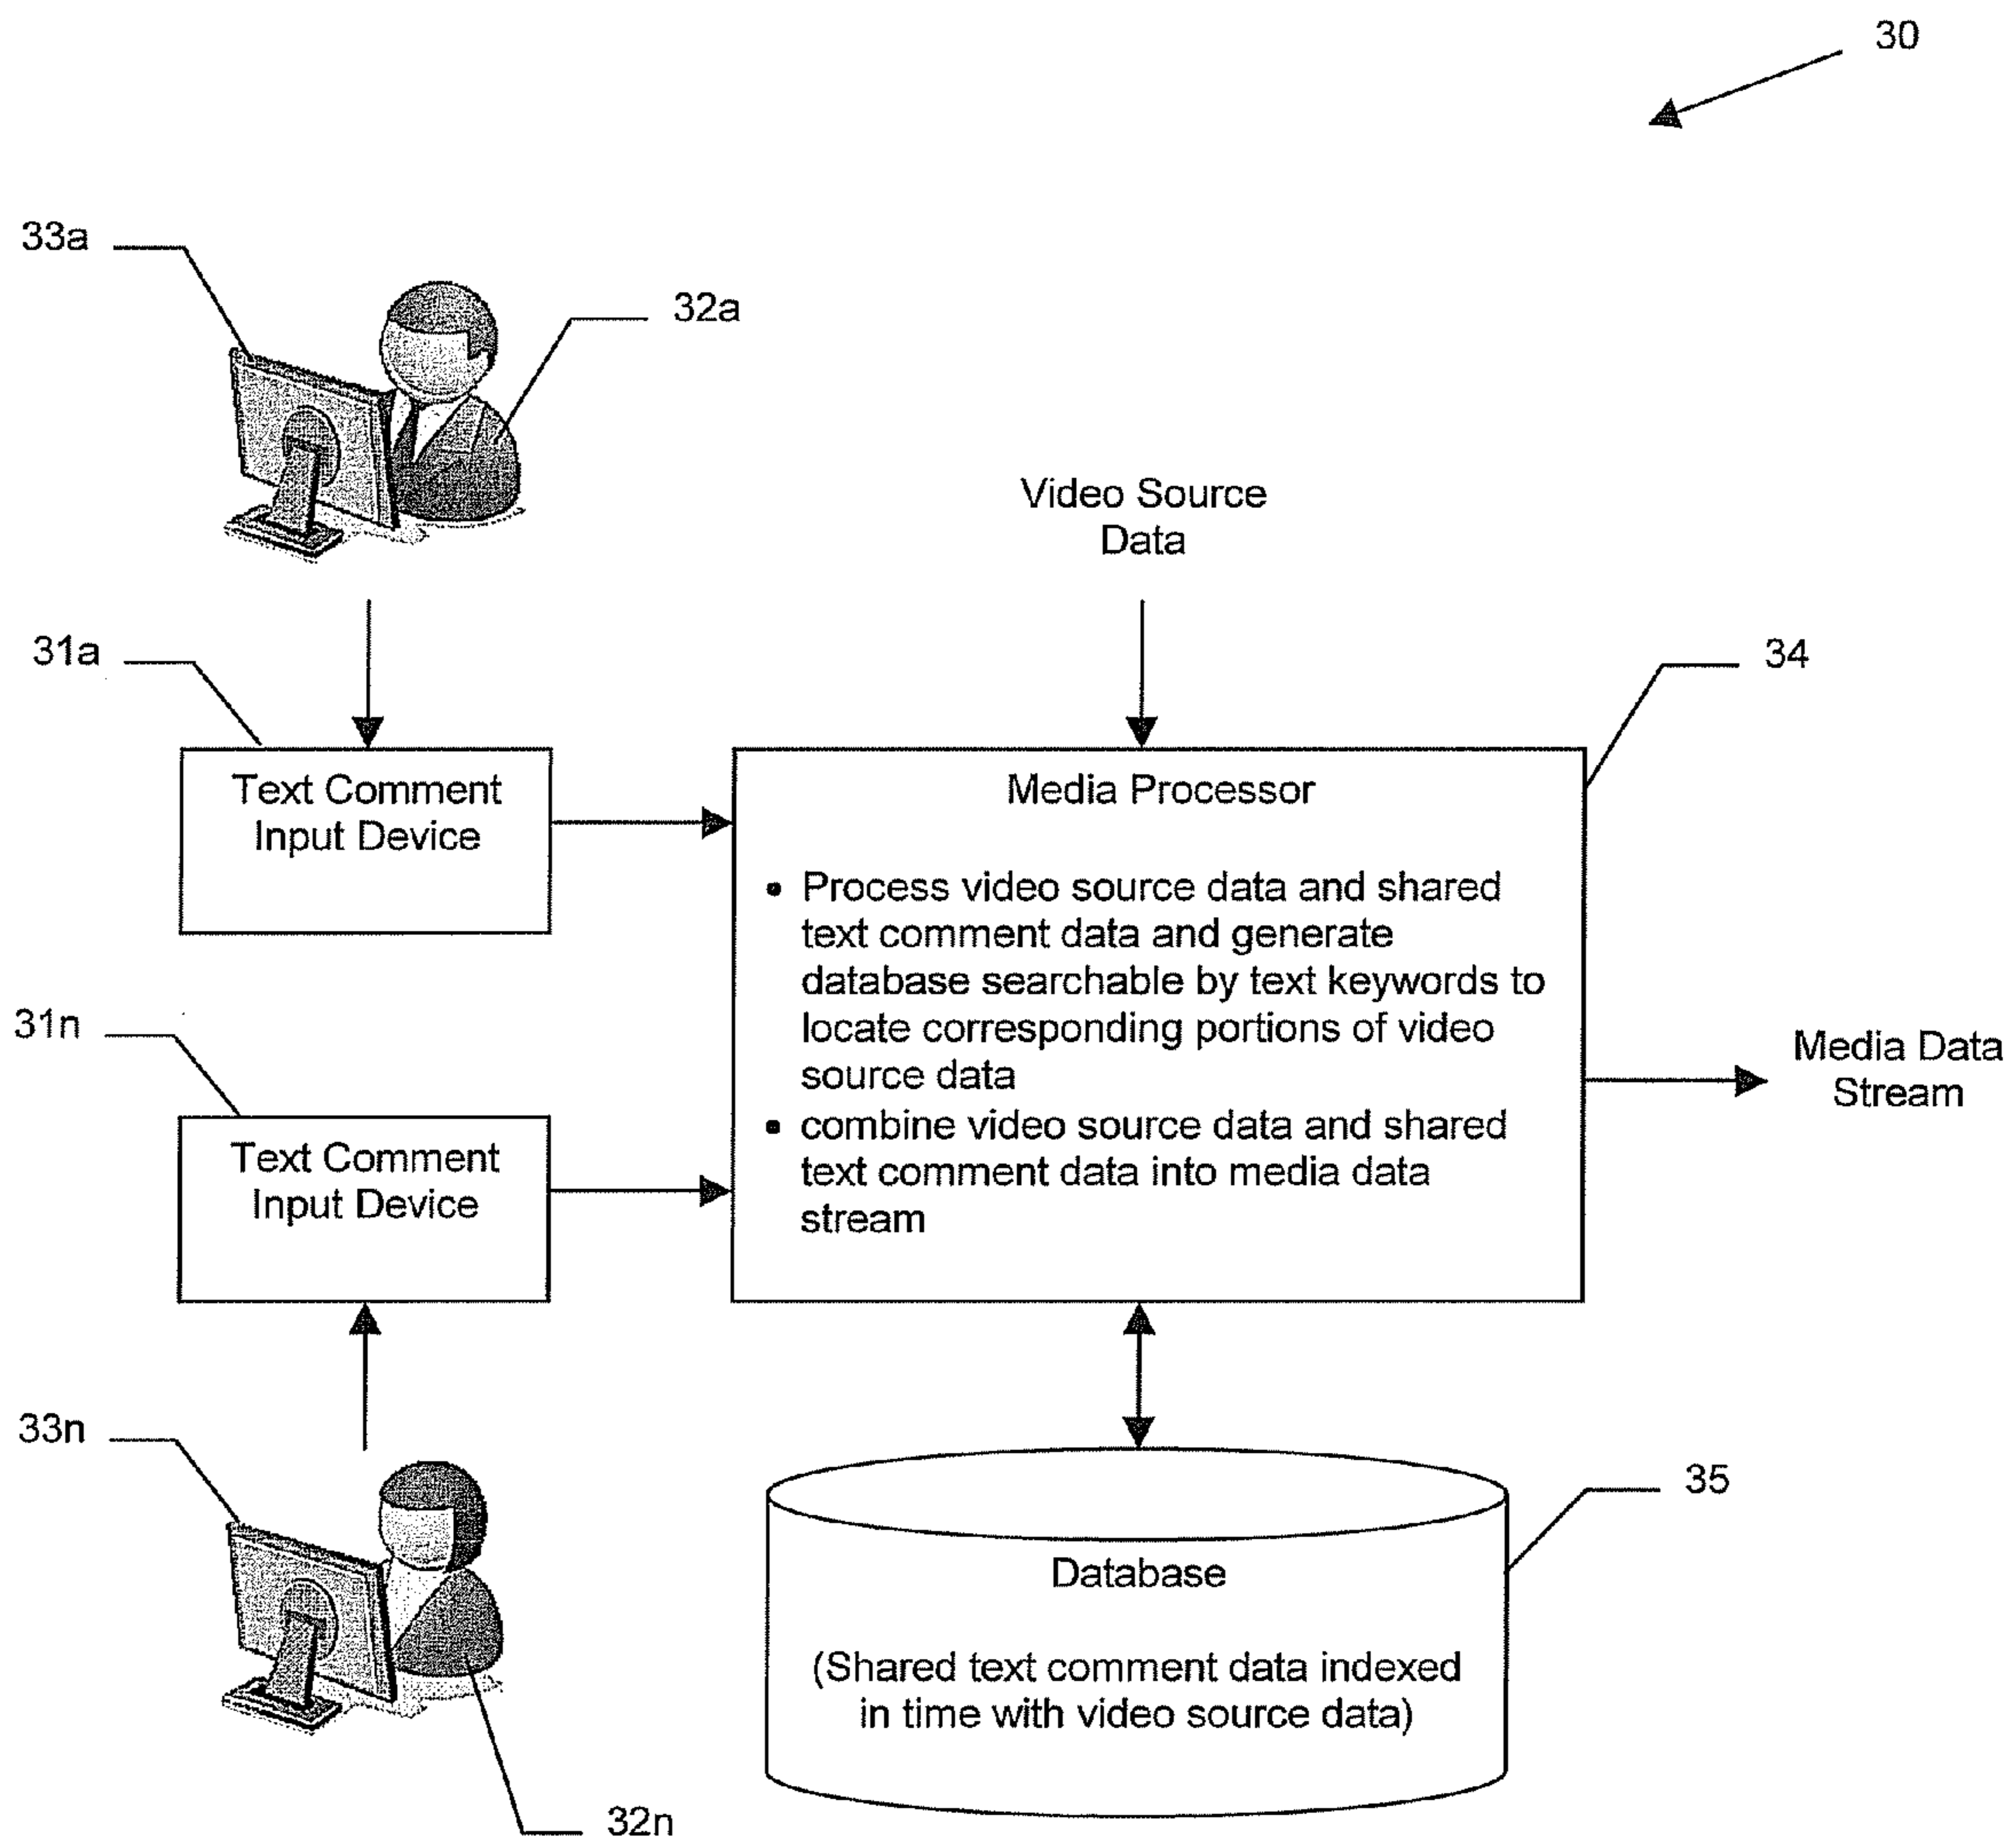 30
33a
32a
Video Source
Data
31a
34
Text Comment
Input Device
Media Processor
• Process video source data and shared
text comment data and generate
database searchable by text keywords to
locate corresponding portions of video
source data
• combine video source data and shared
text comment data into media data
stream
31n
Media Data
Stream
Text Comment
Input Device
33n
35
Database
(Shared text comment data indexed
in time with video source data)
32n